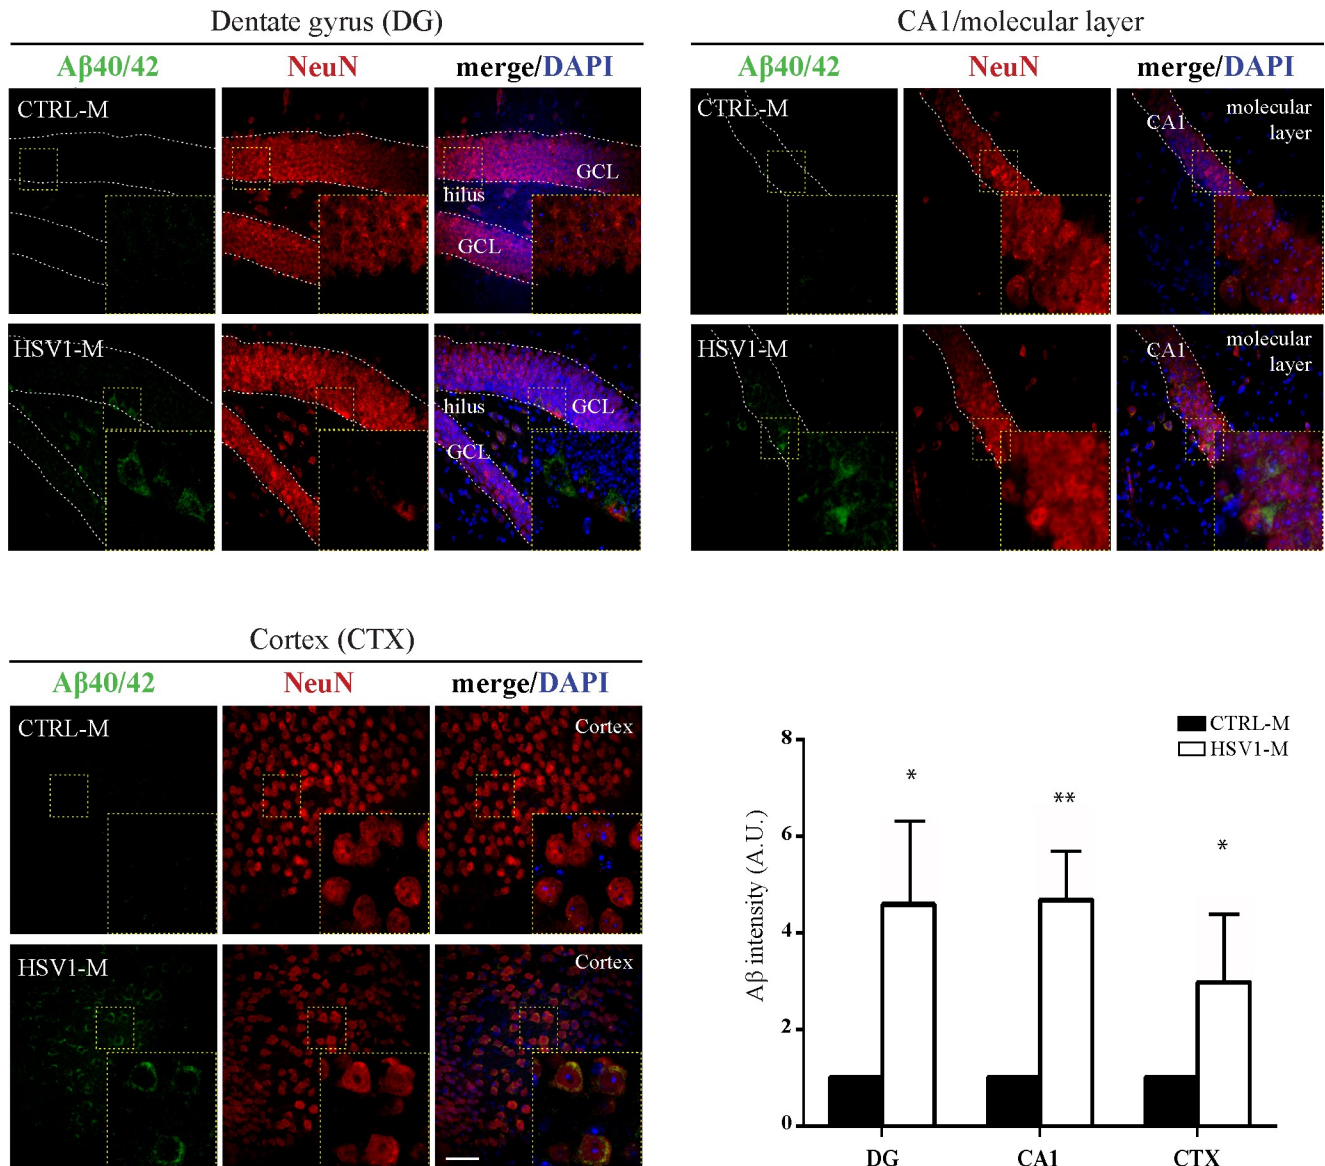 Dentate gyrus (DG)
Aβ40/42 NeuN merge/DAPI
CTRL-M
GCL
hilus
GCL
HSV1-M
hilus
GCL
GCL
CA1/molecular layer
Aβ40/42 NeuN merge/DAPI
CTRL-M
CA1
molecular
layer
HSV1-M
CA1
molecular
layer
Cortex (CTX)
Aβ40/42 NeuN merge/DAPI
CTRL-M
Cortex
HSV1-M
Cortex
CTRL-M
HSV1-M
Aβ intensity (A.U.)
8
6
4
2
0
*
**
*
DG CA1 CTX